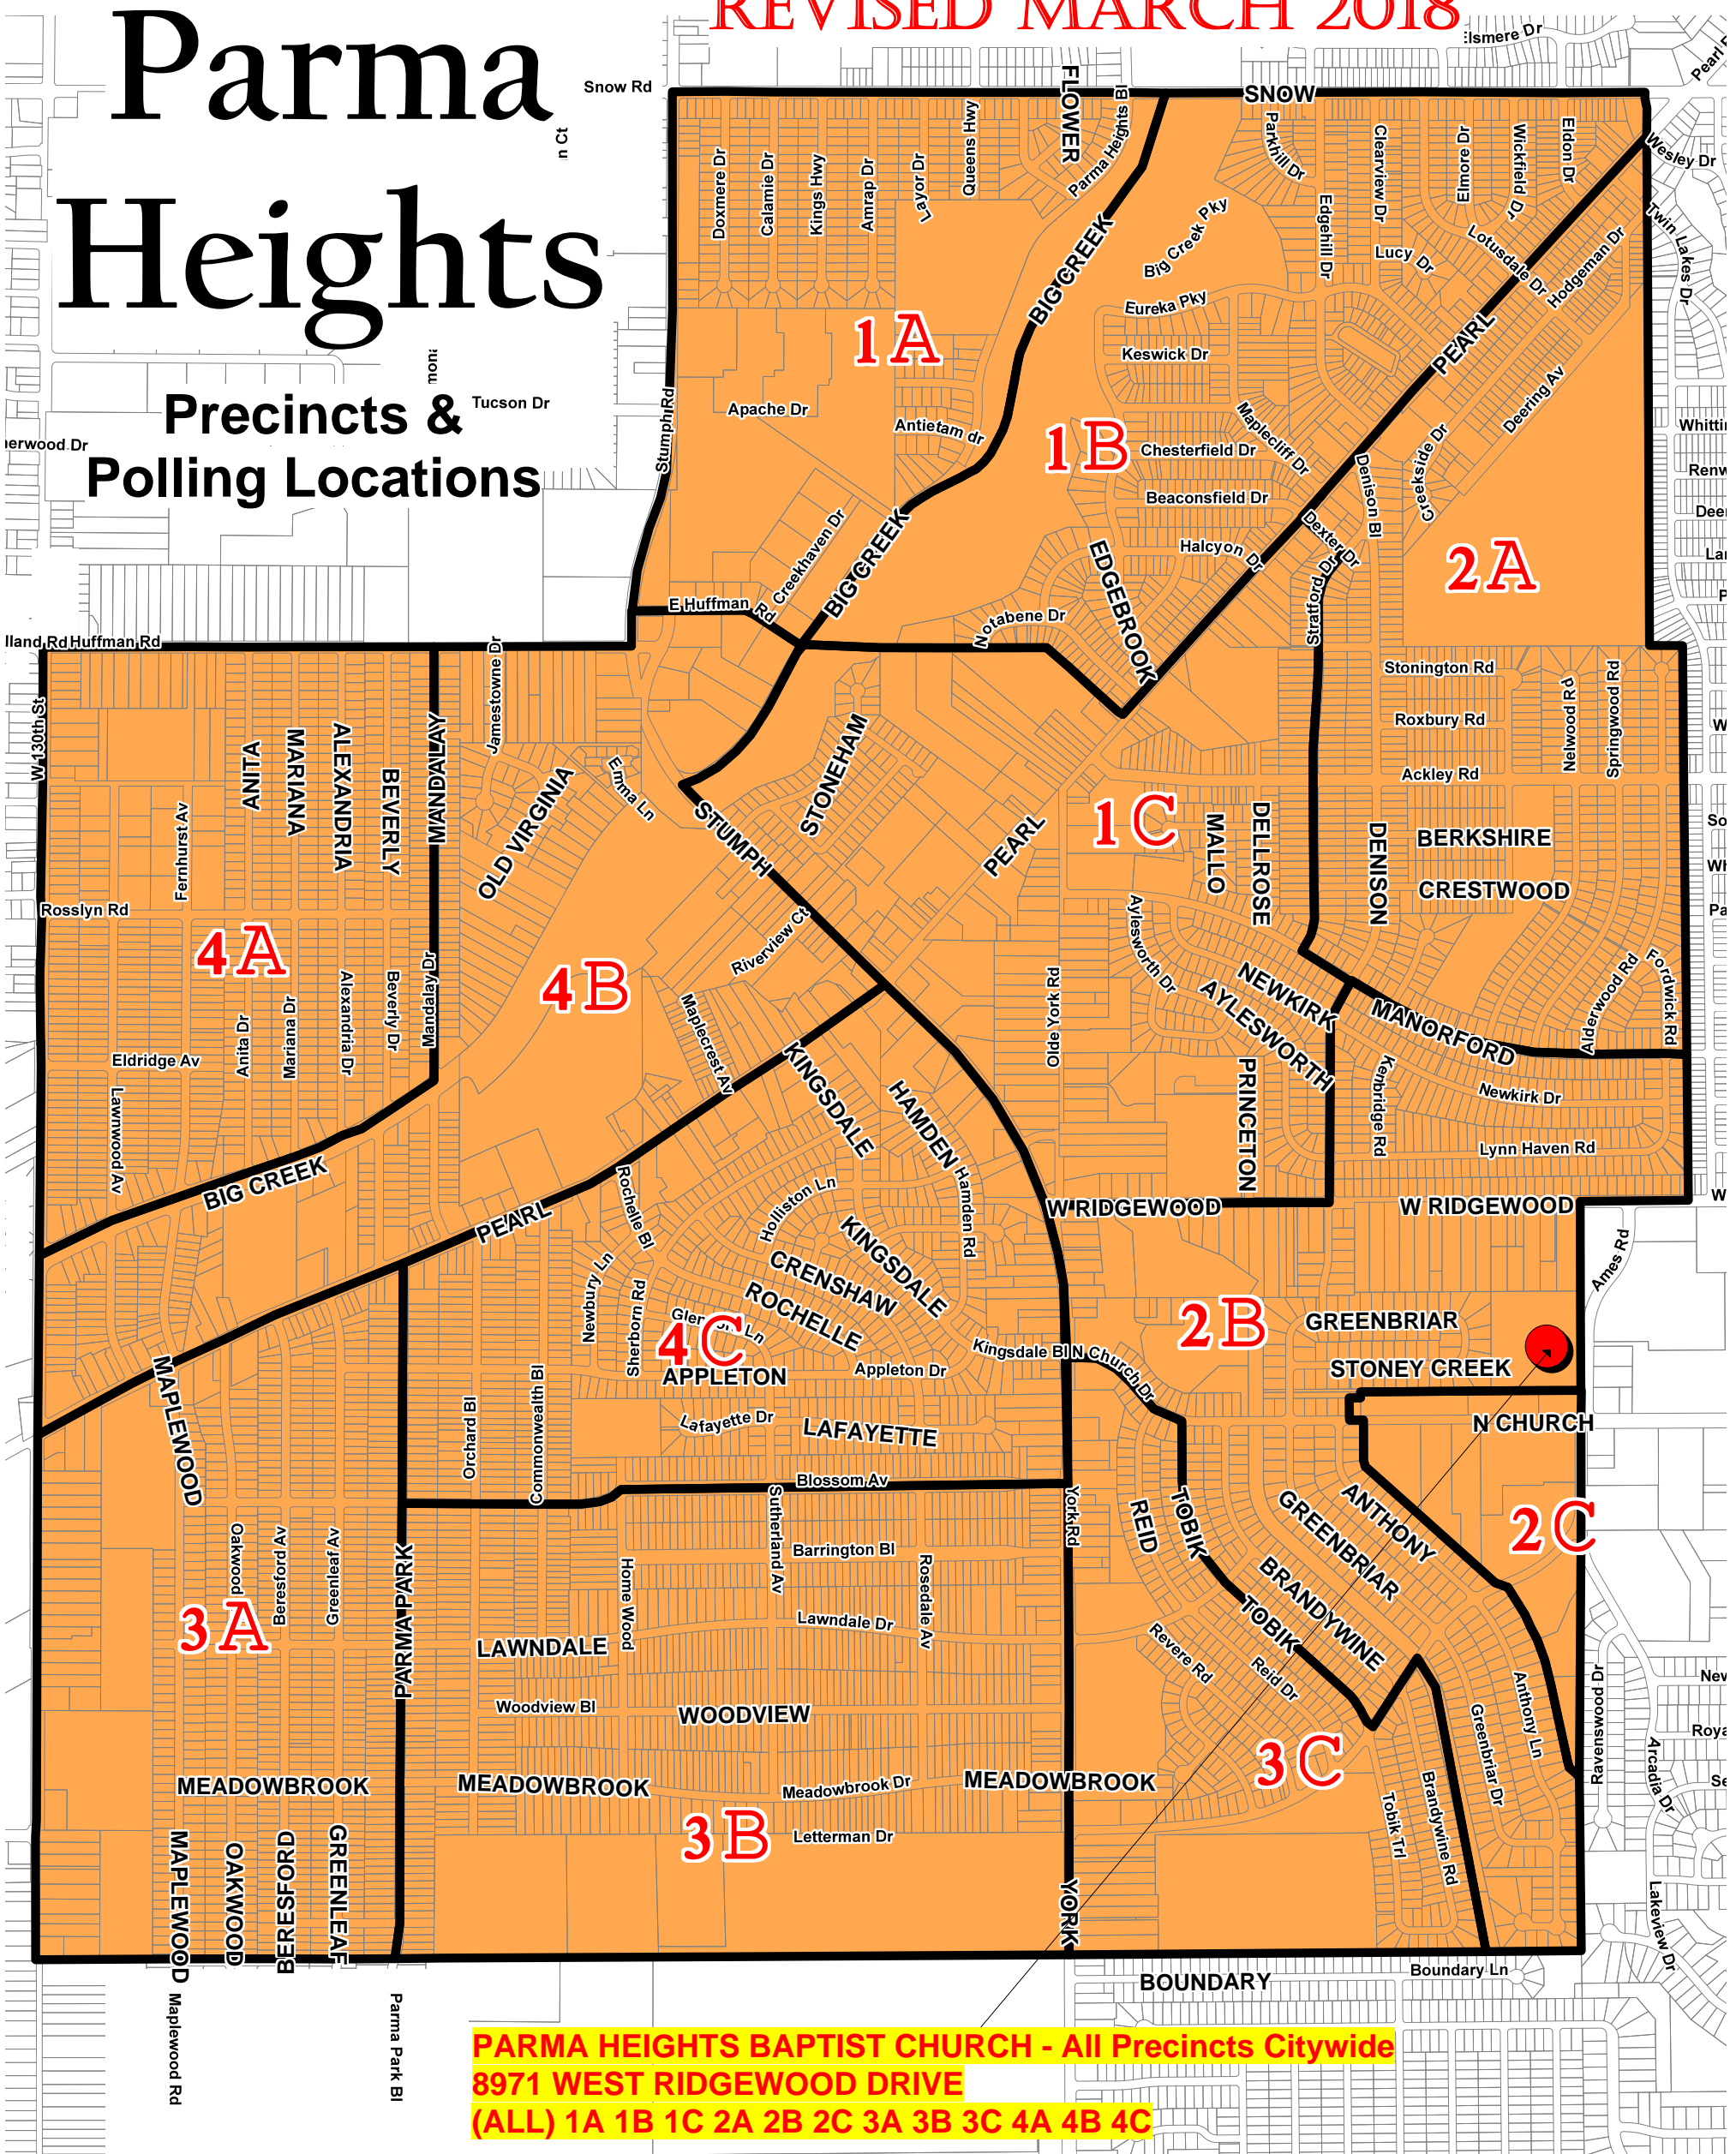 REVISED MARCH 2018
Parma
Heights
Precincts &
Polling Locations
Snow Rd
Elsmere Dr
n Ct
FLOWER
SNOW
Parma Heights Bl
Queens Hwy
Doxmere Dr
Calamie Dr
Kings Hwy
Amrap Dr
Layor Dr
Parkhill Dr
Edgehill Dr
Clearview Dr
Elmore Dr
Wickfield Dr
Eldon Dr
Wesley Dr
Twin Lakes Dr
Lucy Dr
Lotusdale Dr
Hodgeman Dr
Big Creek Pky
BIG CREEK
Eureka Pky
Keswick Dr
PEARL
1A
Tucson Dr
Apache Dr
Antietam dr
Stumph Rd
1B
Maplecliff Dr
Chesterfield Dr
Beaconsfield Dr
Deering Av
Creekside Dr
Denison Bl
Dexter Dr
Halcyon Dr
EDGEBROOK
Stratford Dr
2A
Creekhaven Dr
BIG CREEK
E Huffman Rd
Notabene Dr
Huffman Rd
Jamestowne Dr
W 130th St
Stonington Rd
Roxbury Rd
Ackley Rd
Nelwood Rd
Springwood Rd
ANITA
MARIANA
ALEXANDRIA
BEVERLY
MANDALAY
OLD VIRGINIA
Emma Ln
STONEHAM
STUMPH
PEARL
1C
MALLO
DELLROSE
DENISON
BERKSHIRE
CRESTWOOD
Fernhurst Av
Rosslyn Rd
4A
4B
Riverview Ct
Maplecrest Av
Olde York Rd
Aylesworth Dr
NEWKIRK
AYLESWORTH
MANORFORD
Alderwood Rd
Fordwick Rd
Anita Dr
Mariana Dr
Alexandria Dr
Beverly Dr
Mandalay Dr
Eldridge Av
Lawnwood Av
KINGSDALE
HAMDEN
Hamden Rd
PRINCETON
Kenbridge Rd
Newkirk Dr
Lynn Haven Rd
BIG CREEK
PEARL
Rochelle Bl
Holliston Ln
W RIDGEWOOD
W RIDGEWOOD
Ames Rd
KINGSDALE
CRENSHAW
ROCHELLE
Newbury Ln
Sherborn Rd
4C
APPLETON
Appleton Dr
Kingsdale Bl
N Church Dr
2B
GREENBRIAR
STONEY CREEK
N CHURCH
MAPLEWOOD
Orchard Bl
Commonwealth Bl
Lafayette Dr
LAFAYETTE
Blossom Av
York Rd
REID
TOBIK
GREENBRIAR
ANTHONY
2C
Oakwood
Beresford Av
Greenleaf Av
PARMA PARK
Home Wood
Sutherland Av
Barrington Bl
Rosedale Av
BRANDYWINE
TOBIK
3A
LAWNDALE
Lawndale Dr
Revere Rd
Reid Dr
Anthony Ln
Ravenswood Dr
Woodview Bl
WOODVIEW
Greenbriar Dr
Arcadia Dr
3C
MEADOWBROOK
MEADOWBROOK
Meadowbrook Dr
MEADOWBROOK
Tobik Trl
Brandywine Rd
3B
Letterman Dr
MAPLEWOOD
OAKWOOD
BERESFORD
GREENLEAF
YORK
Lakeview Dr
BOUNDARY
Boundary Ln
Maplewood Rd
Parma Park Bl
PARMA HEIGHTS BAPTIST CHURCH - All Precincts Citywide
8971 WEST RIDGEWOOD DRIVE
(ALL) 1A 1B 1C 2A 2B 2C 3A 3B 3C 4A 4B 4C